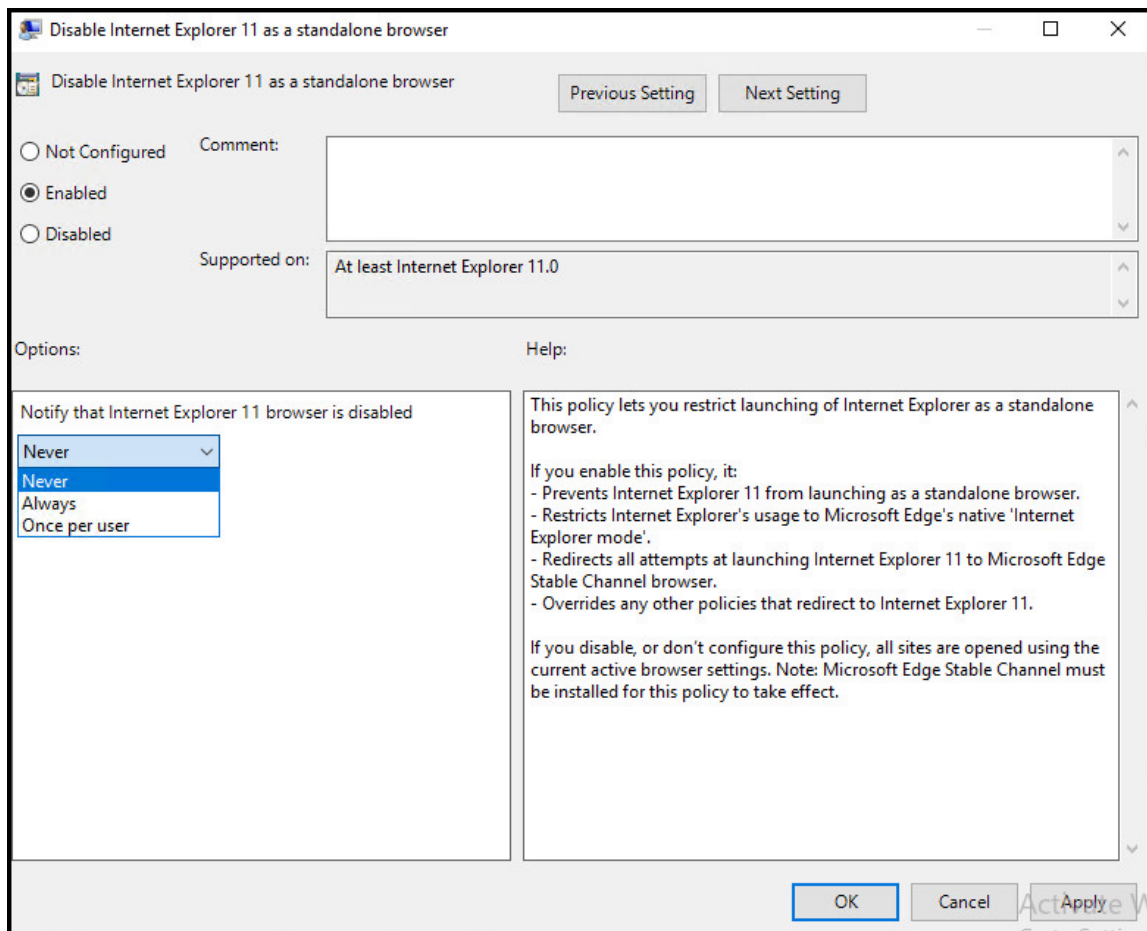 Disable Internet Explorer 11 as a standalone browser
Disable Internet Explorer 11 as a standalone browser
Previous Setting
Next Setting
Not Configured
Enabled
Disabled
Comment:
Supported on:
At least Internet Explorer 11.0
Options:
Help:
Notify that Internet Explorer 11 browser is disabled
Never
Never
Always
Once per user
This policy lets you restrict launching of Internet Explorer as a standalone
browser.
If you enable this policy, it:
- Prevents Internet Explorer 11 from launching as a standalone browser.
- Restricts Internet Explorer's usage to Microsoft Edge's native 'Internet
Explorer mode'.
- Redirects all attempts at launching Internet Explorer 11 to Microsoft Edge
Stable Channel browser.
- Overrides any other policies that redirect to Internet Explorer 11.
If you disable, or don't configure this policy, all sites are opened using the
current active browser settings. Note: Microsoft Edge Stable Channel must
be installed for this policy to take effect.
OK
Cancel
Apply
Activate W